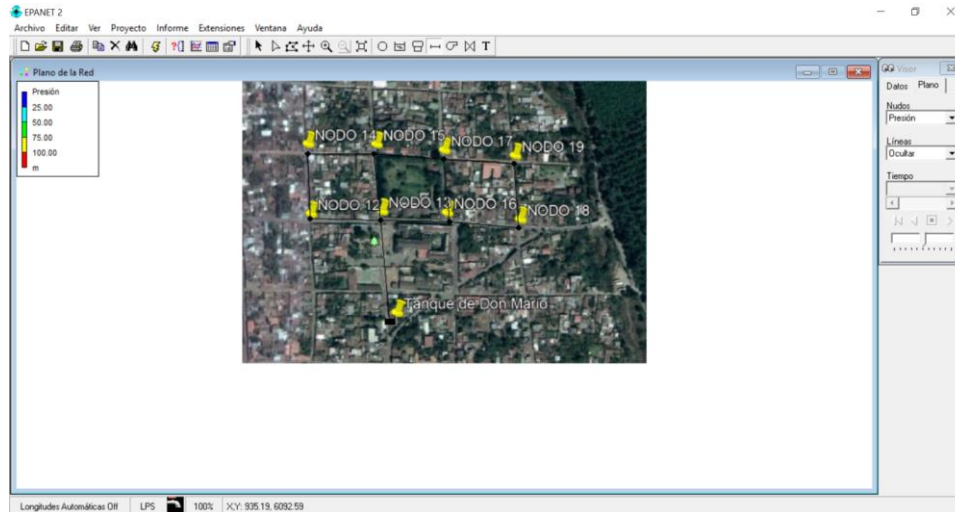 EPANET 2
Archivo Editar Ver Proyecto Informe Extensiones Ventana Ayuda
T
Plano de la Red
Presión
25.00
50.00
75.00
100.00
m
NODO 14 NODO 15 NODO 17 NODO 19
NODO 12 NODO 13 NODO 16 NODO 18
Tanque de Don Mario
Visor
Datos Plano
Nudos
Presión
Líneas
Ocultar
Tiempo
Longitudes Automáticas Off LPS 100% X,Y: 935.19, 6092.59